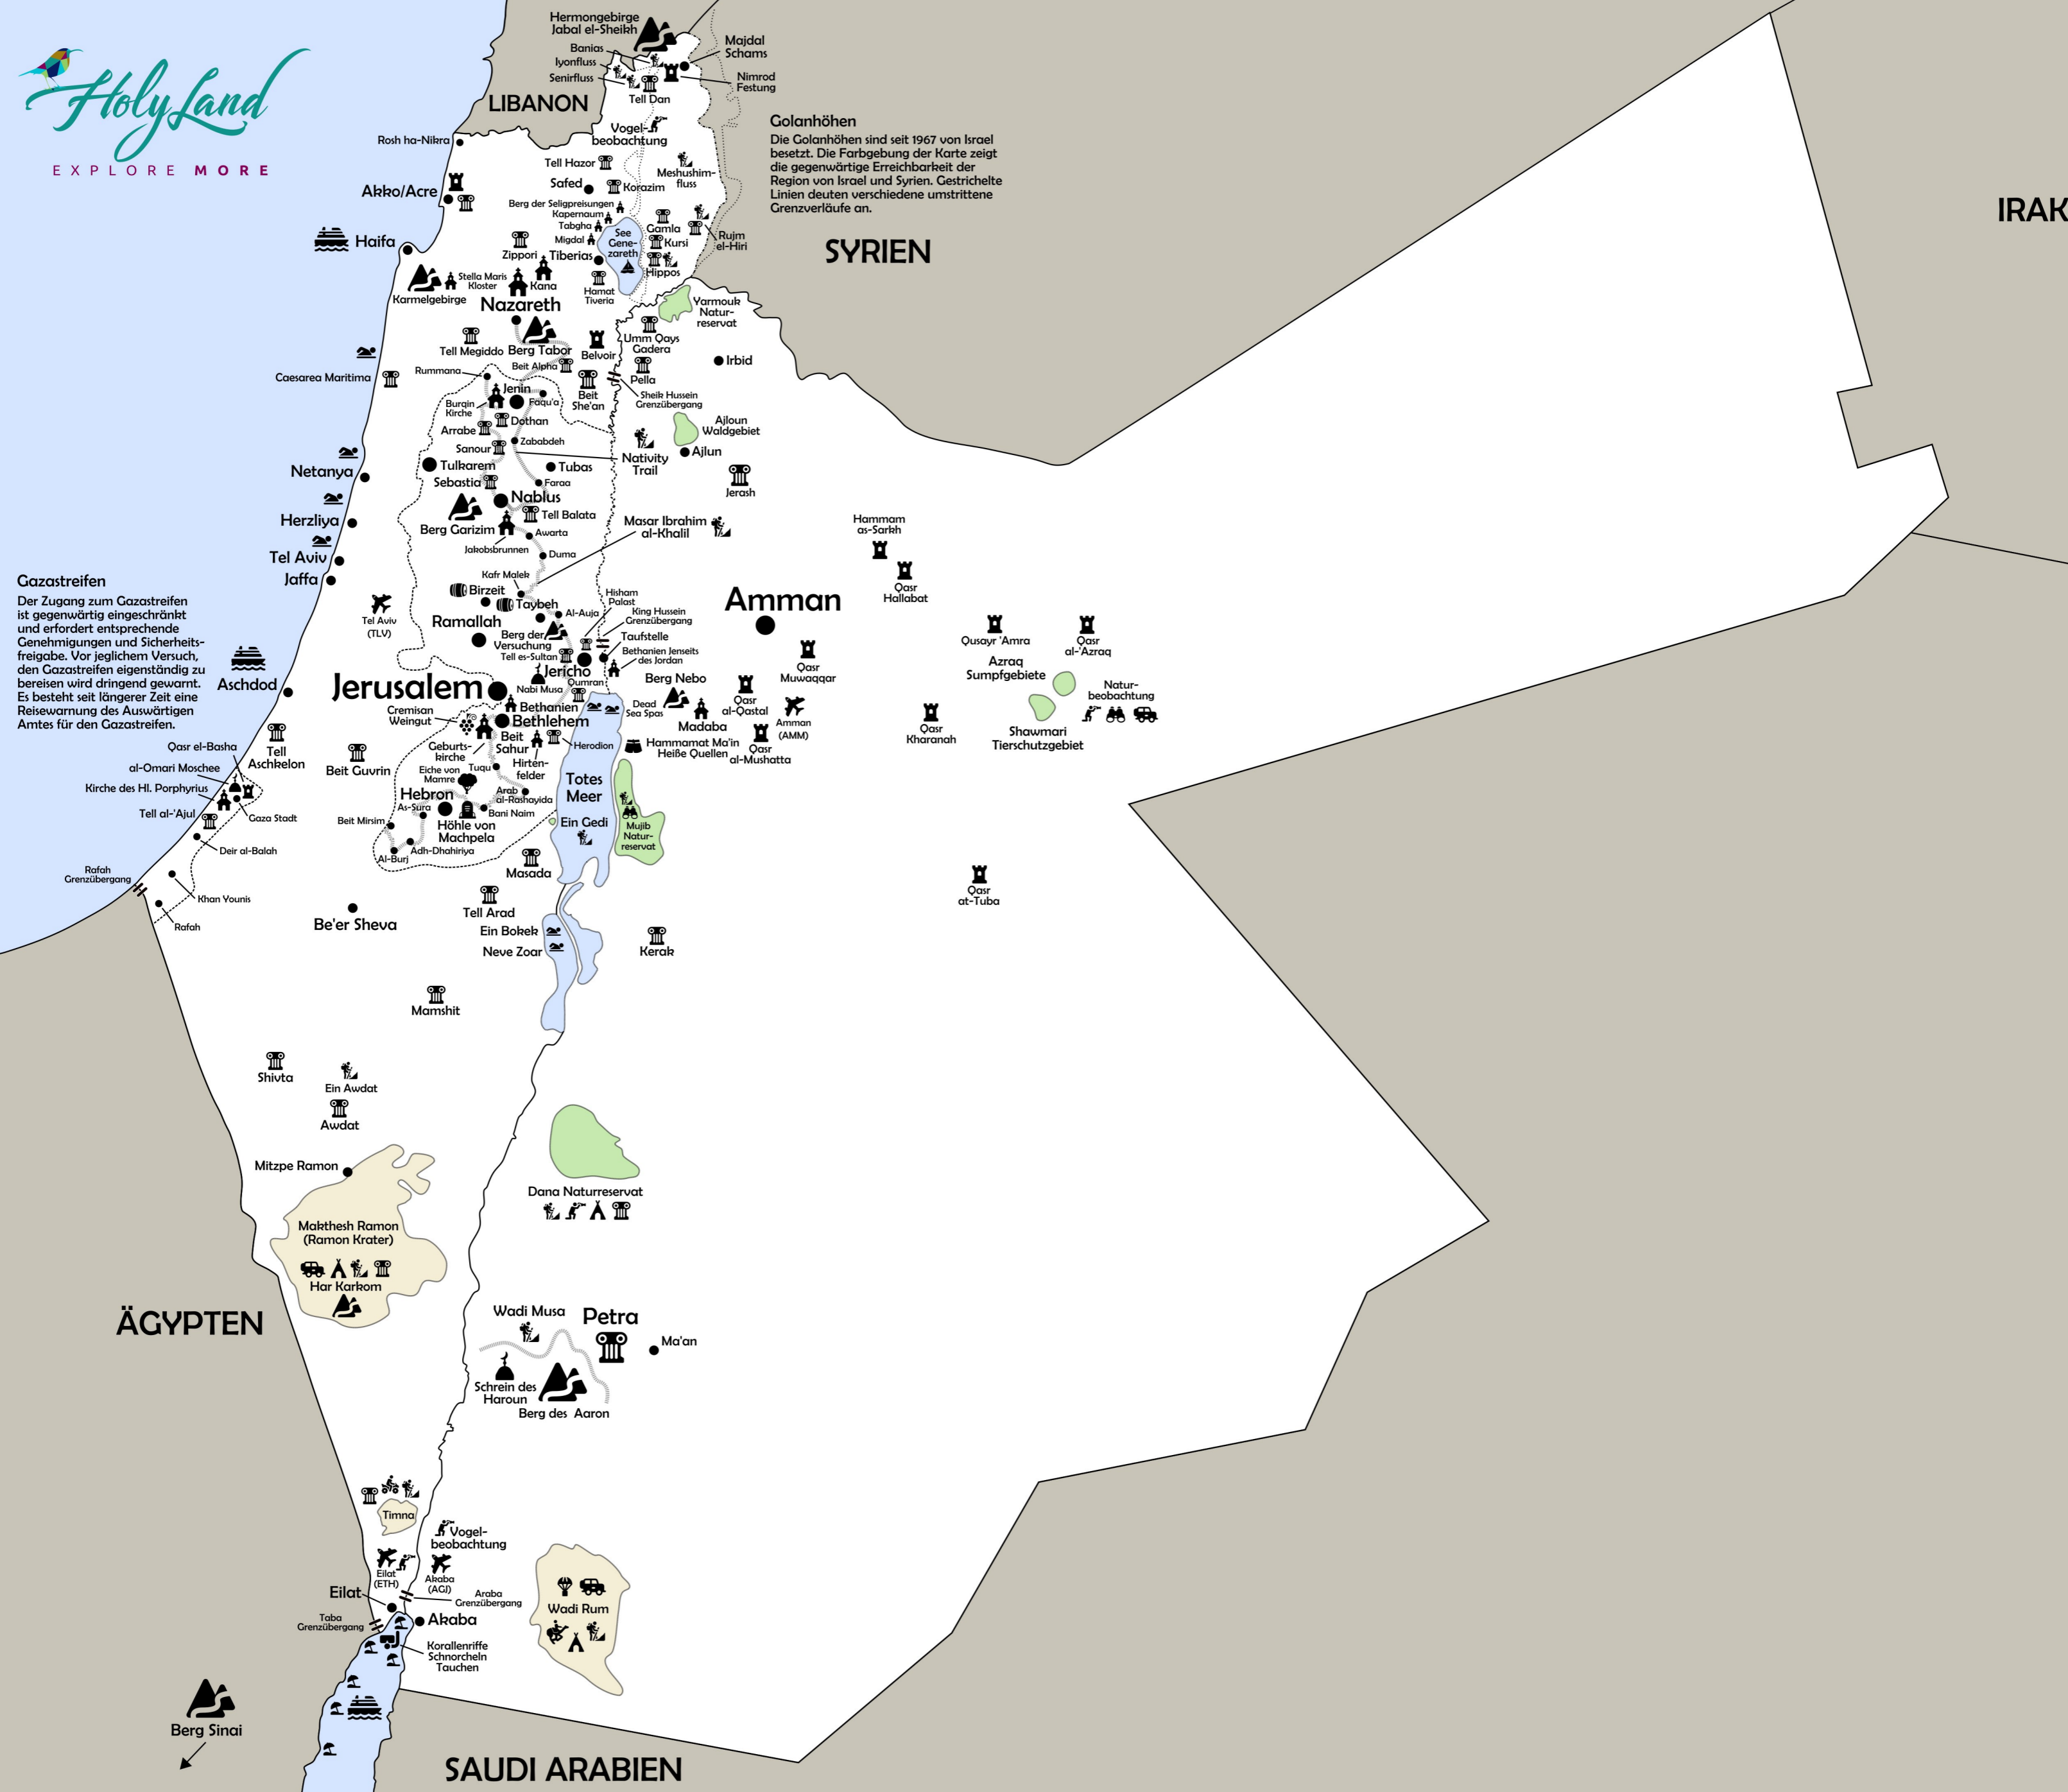 Holy Land
EXPLORE MORE
Hermongebirge
Jabal el-Sheikh
Banias
Iyonfluss
Senirfluss
Majdal
Schams
Nimrod
Festung
Tell Dan
LIBANON
Vogel-
beobachtung
Golanhöhen
Die Golanhöhen sind seit 1967 von Israel
besetzt. Die Farbgebung der Karte zeigt
die gegenwärtige Erreichbarkeit der
Region von Israel und Syrien. Gestrichelte
Linien deuten verschiedene umstrittene
Grenzverläufe an.
Rosh ha-Nikra
Tell Hazor
Meshushim-
fluss
Safed
Korazim
Akko/Acre
Berg der Seligpreisungen
Kapernaum
Tabgha
Migdal
Gamla
Kursi
Rujm
el-Hiri
See
Gene-
zareth
IRAK
SYRIEN
Haifa
Zippori
Tiberias
Hippos
Stella Maris
Kloster
Kana
Hamat
Tiveria
Karmelgebirge
Nazareth
Yarmouk
Natur-
reservat
Tell Megiddo
Berg Tabor
Belvoir
Umm Qays
Gadera
Irbid
Caesarea Maritima
Rummana
Beit Alpha
Pella
Jenin
Faqu'a
Beit
She'an
Sheik Hussein
Grenzübergang
Burqin
Kirche
Dothan
Arrabe
Ajloun
Waldgebiet
Sanour
Zababdeh
Nativity
Trail
Ajlun
Netanya
Tulkarem
Tubas
Sebastia
Faraa
Jerash
Nablus
Herzliya
Tell Balata
Berg Garizim
Awarta
Masar Ibrahim
al-Khalil
Hammam
as-Sarkh
Jakobsbrunnen
Duma
Tel Aviv
Jaffa
Kafr Malek
Qasr
Hallabat
Gazastreifen
Der Zugang zum Gazastreifen
ist gegenwärtig eingeschränkt
und erfordert entsprechende
Genehmigungen und Sicherheits-
freigabe. Vor jeglichem Versuch,
den Gazastreifen eigenständig zu
bereisen wird dringend gewarnt.
Es besteht seit längerer Zeit eine
Reisewarnung des Auswärtigen
Amtes für den Gazastreifen.
Birzeit
Taybeh
Hisham
Palast
Amman
Tel Aviv
(TLV)
Al-Auja
King Hussein
Grenzübergang
Ramallah
Berg der
Versuchung
Taufstelle
Qusayr 'Amra
Qasr
al-'Azraq
Tell es-Sultan
Bethanien Jenseits
des Jordan
Qasr
Muwaqqar
Azraq
Sumpfgebiete
Aschdod
Jericho
Jerusalem
Nabi Musa
Qumran
Berg Nebo
Natur-
beobachtung
Cremisan
Weingut
Bethanien
Dead
Sea Spas
Qasr
al-Qastal
Bethlehem
Madaba
Amman
(AMM)
Qasr
Kharanah
Shawmari
Tierschutzgebiet
Geburts-
kirche
Beit
Sahur
Herodion
Hammamat Ma'in
Heiße Quellen
Qasr
al-Mushatta
Tell
Aschkelon
Beit Guvrin
Hirten-
felder
Qasr el-Basha
al-Omari Moschee
Kirche des Hl. Porphyrius
Tell al-'Ajul
Gaza Stadt
Eiche von
Mamre
Tuqu
Totes
Meer
Hebron
Arab
al-Rashayida
As-Sura
Bani Naim
Beit Mirsim
Höhle von
Machpela
Ein Gedi
Mujib
Natur-
reservat
Adh-Dhahiriya
Al-Burj
Deir al-Balah
Masada
Rafah
Grenzübergang
Khan Younis
Qasr
at-Tuba
Rafah
Be'er Sheva
Tell Arad
Ein Bokek
Neve Zoar
Kerak
Mamshit
Shivta
Ein Awdat
Awdat
Mitzpe Ramon
Dana Naturreservat
Makthesh Ramon
(Ramon Krater)
Har Karkom
ÄGYPTEN
Wadi Musa
Petra
Ma'an
Schrein des
Haroun
Berg des Aaron
Timna
Vogel-
beobachtung
Eilat
(ETH)
Akaba
(AGJ)
Eilat
Araba
Grenzübergang
Wadi Rum
Taba
Grenzübergang
Akaba
Korallenriffe
Schnorcheln
Tauchen
Berg Sinai
SAUDI ARABIEN